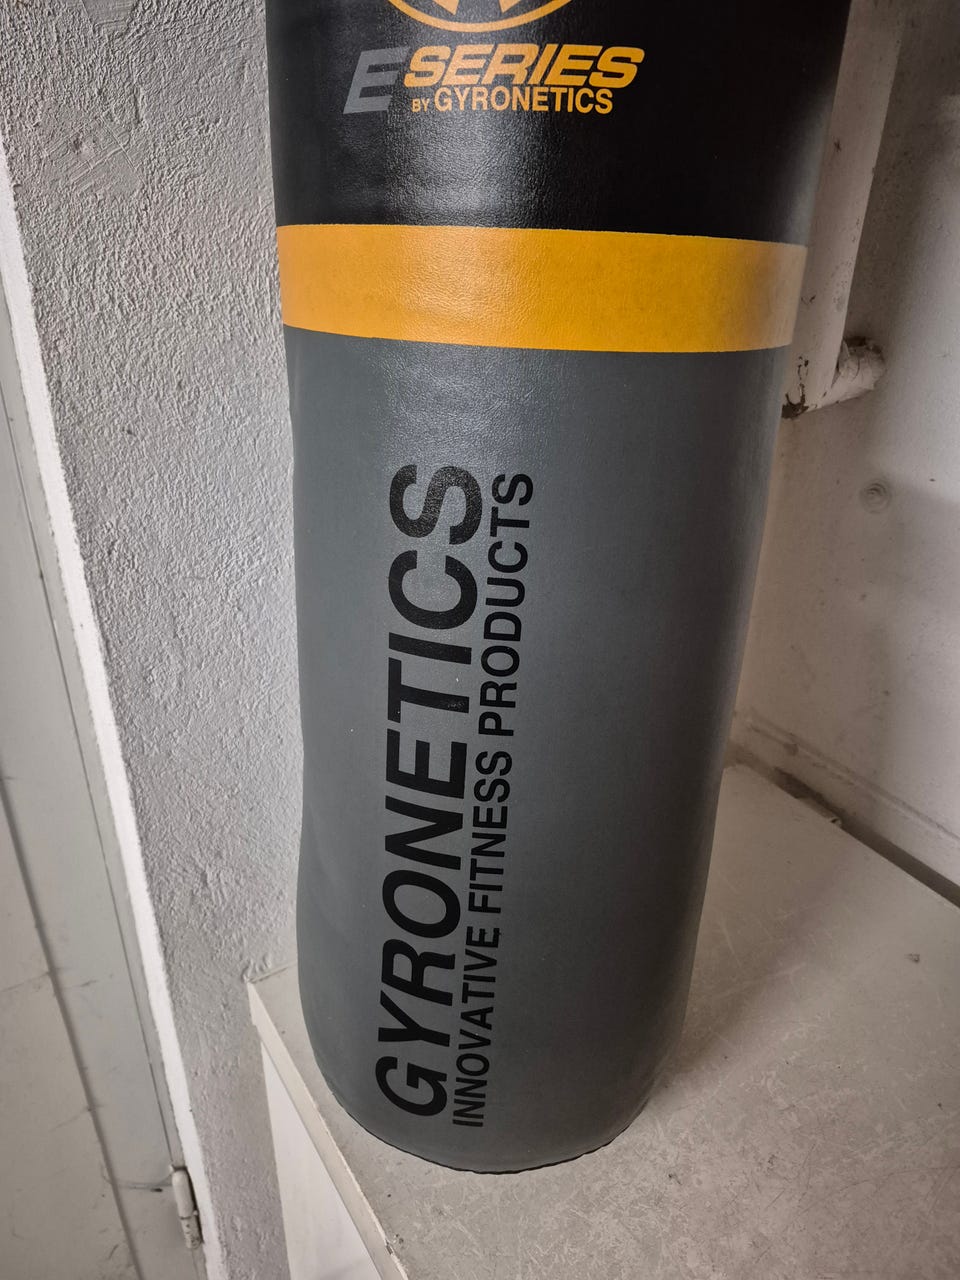 E SERIES
BY GYRONETICS
GYRONETICS
INNOVATIVE FITNESS PRODUCTS